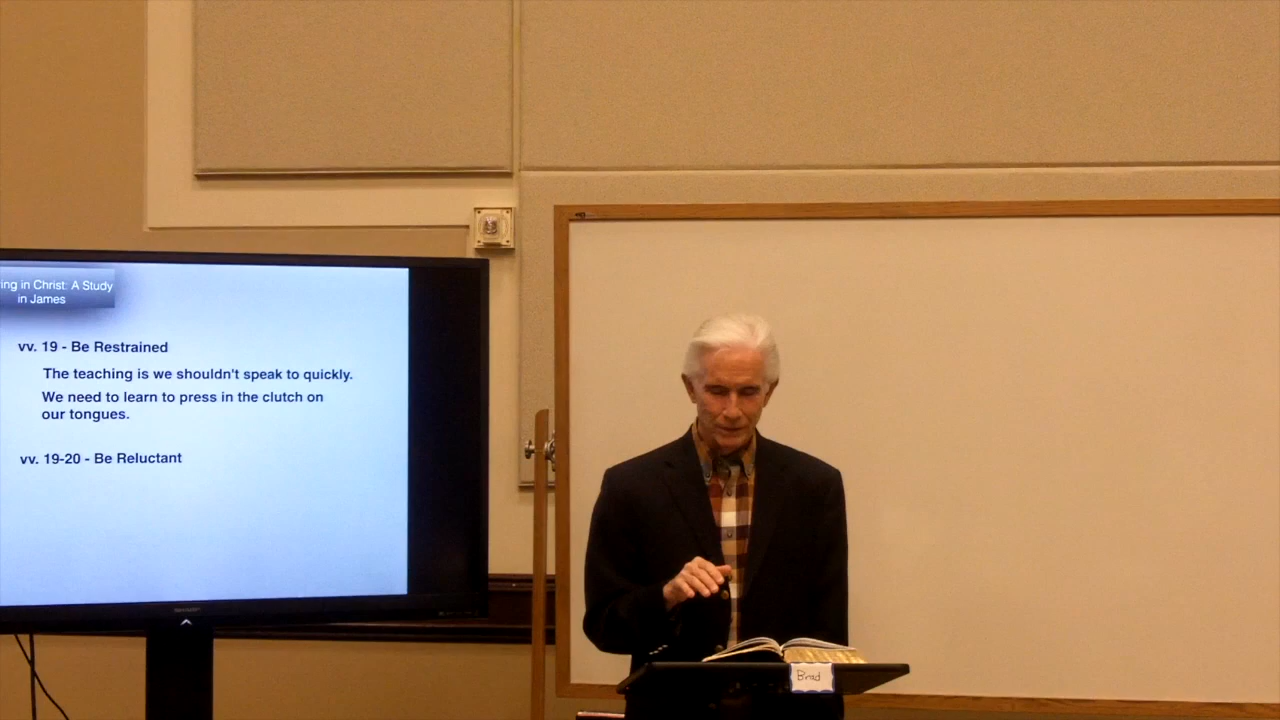 ing in Christ: A Study
in James
vv. 19 - Be Restrained
The teaching is we shouldn't speak to quickly.
We need to learn to press in the clutch on
our tongues.
vv. 19-20 - Be Reluctant
SHARP
Brad